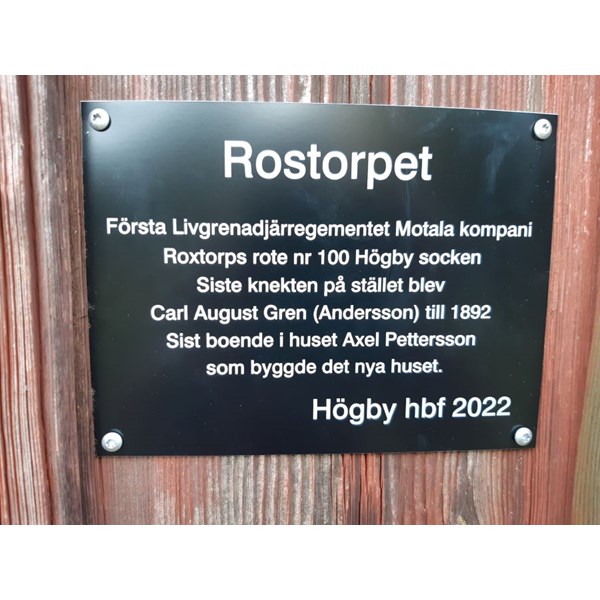 Rostorpet
Första Livgrenadjärregementet Motala kompani
Roxtorps rote nr 100 Högby socken
Siste knekten på stället blev
Carl August Gren (Andersson) till 1892
Sist boende i huset Axel Pettersson
som byggde det nya huset.
Högby hbf 2022